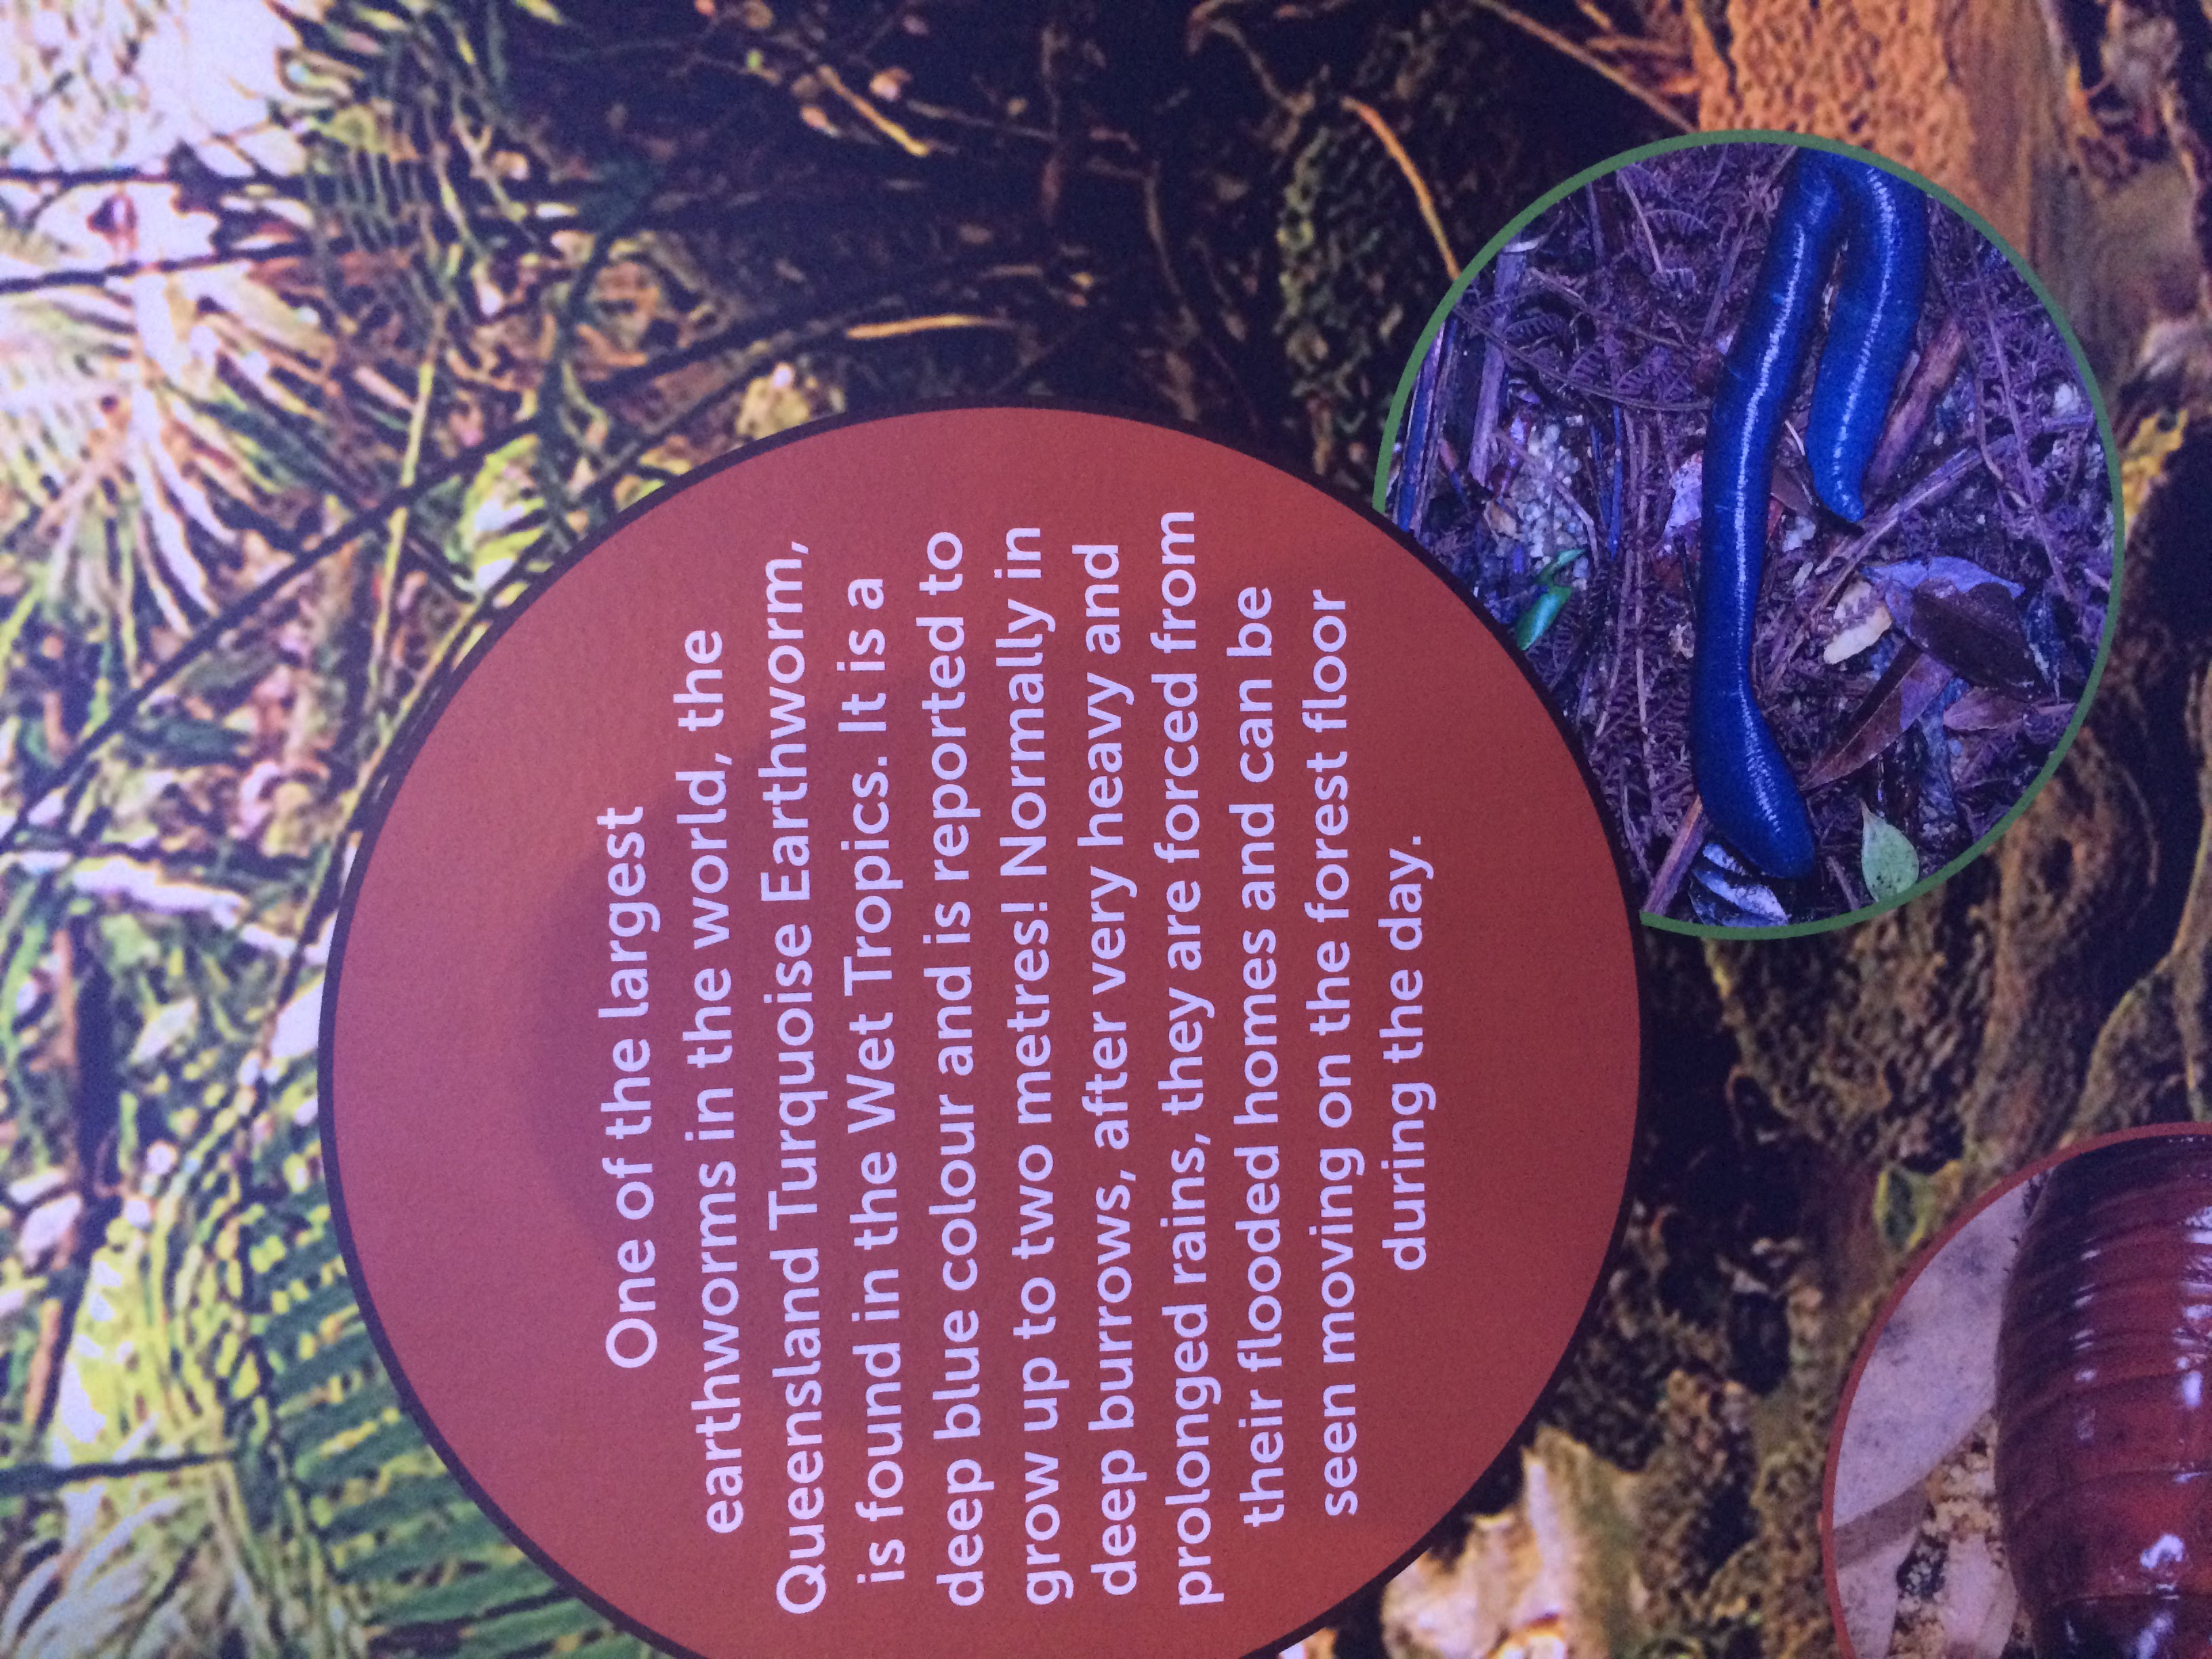 One of the largest
earthworms in the world, the
Queensland Turquoise Earthworm,
is found in the Wet Tropics. It is a
deep blue colour and is reported to
grow up to two metres! Normally in
deep burrows, after very heavy and
prolonged rains, they are forced from
their flooded homes and can be
seen moving on the forest floor
during the day.